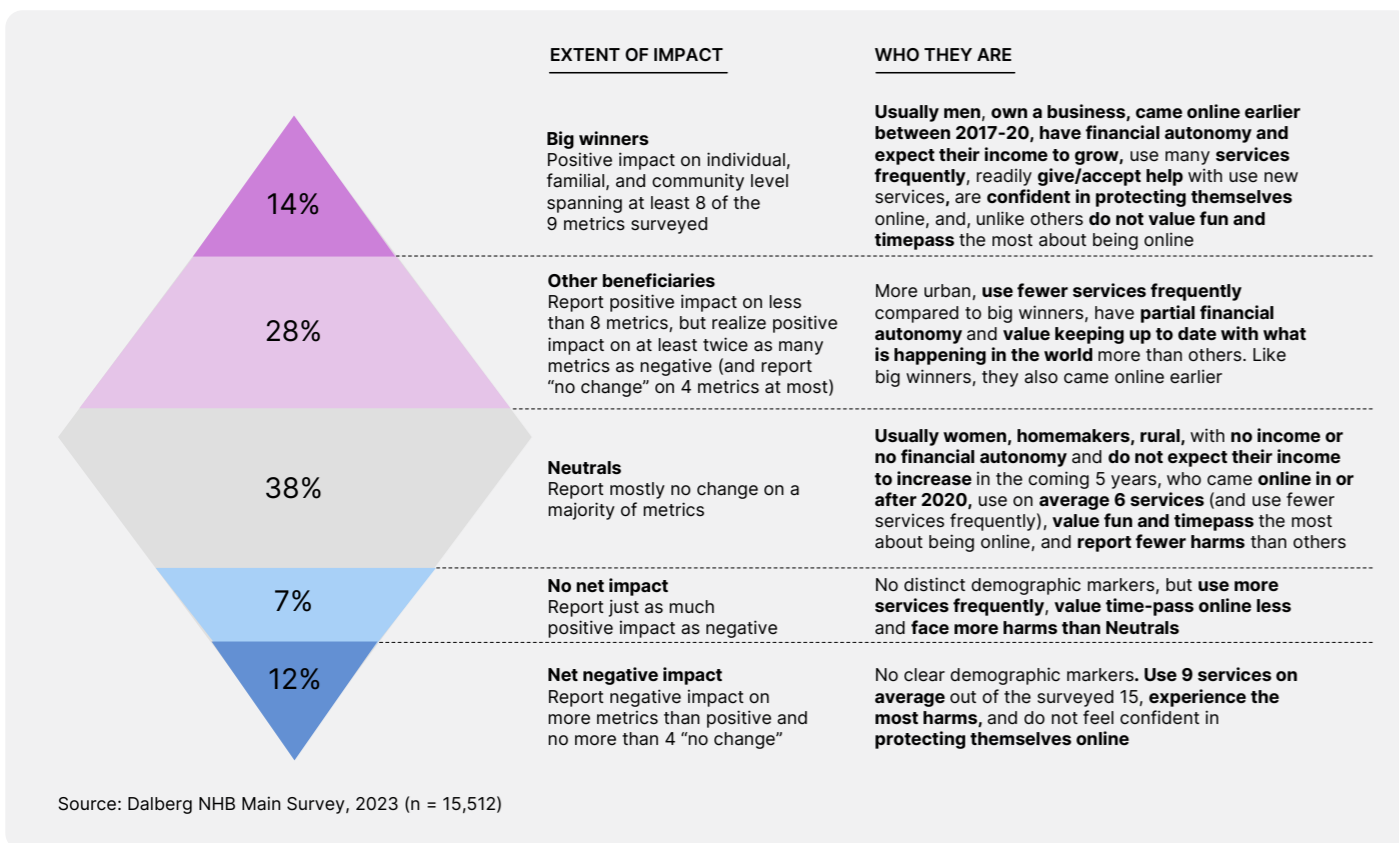 EXTENT OF IMPACT
WHO THEY ARE
14%
Big winners
Positive impact on individual,
familial, and community level
spanning at least 8 of the
9 metrics surveyed
Usually men, own a business, came online earlier
between 2017-20, have financial autonomy and
expect their income to grow, use many services
frequently, readily give/accept help with use new
services, are confident in protecting themselves
online, and, unlike others do not value fun and
timepass the most about being online
28%
Other beneficiaries
Report positive impact on less
than 8 metrics, but realize positive
impact on at least twice as many
metrics as negative (and report
“no change” on 4 metrics at most)
More urban, use fewer services frequently
compared to big winners, have partial financial
autonomy and value keeping up to date with what
is happening in the world more than others. Like
big winners, they also came online earlier
38%
Neutrals
Report mostly no change on a
majority of metrics
Usually women, homemakers, rural, with no income or
no financial autonomy and do not expect their income
to increase in the coming 5 years, who came online in or
after 2020, use on average 6 services (and use fewer
services frequently), value fun and timepass the most
about being online, and report fewer harms than others
7%
No net impact
Report just as much
positive impact as negative
No distinct demographic markers, but use more
services frequently, value time-pass online less
and face more harms than Neutrals
12%
Net negative impact
Report negative impact on
more metrics than positive and
no more than 4 “no change”
No clear demographic markers. Use 9 services on
average out of the surveyed 15, experience the
most harms, and do not feel confident in
protecting themselves online
Source: Dalberg NHB Main Survey, 2023 (n = 15,512)